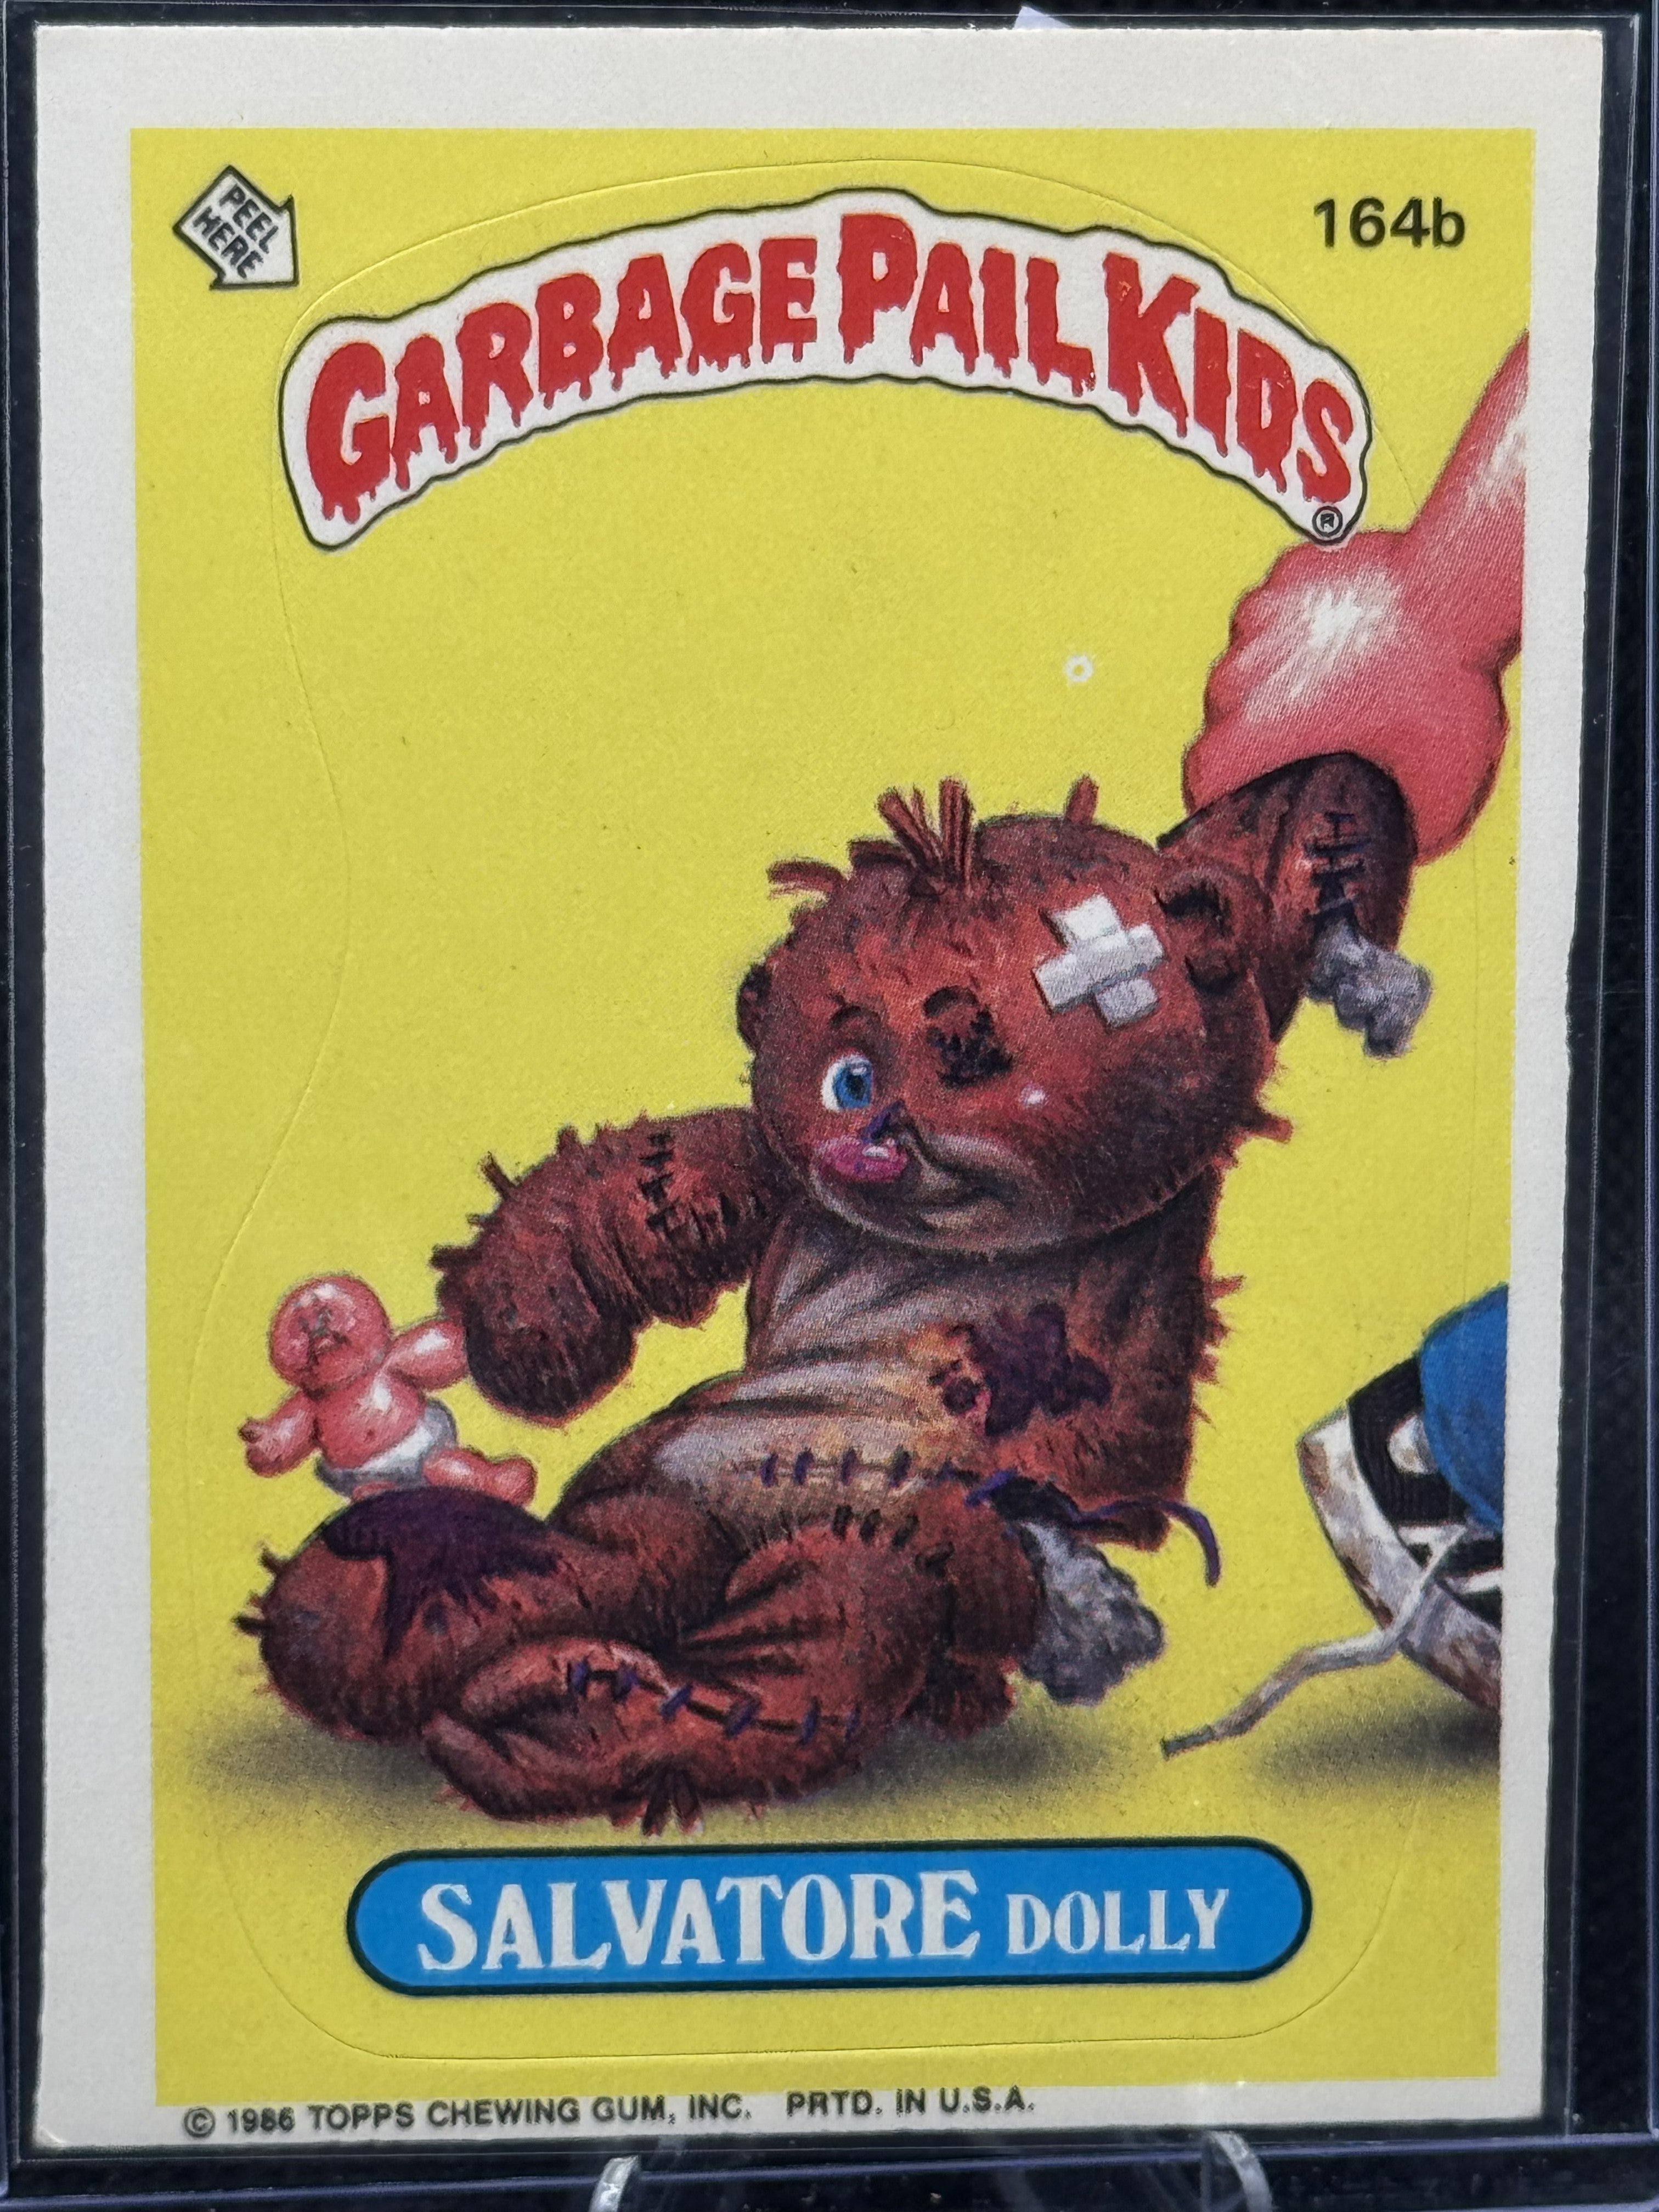 PEEL
HERE
164b
GARBAGE PAIL KIDS
®
SALVATORE DOLLY
© 1986 TOPPS CHEWING GUM, INC. PRTD. IN U.S.A.